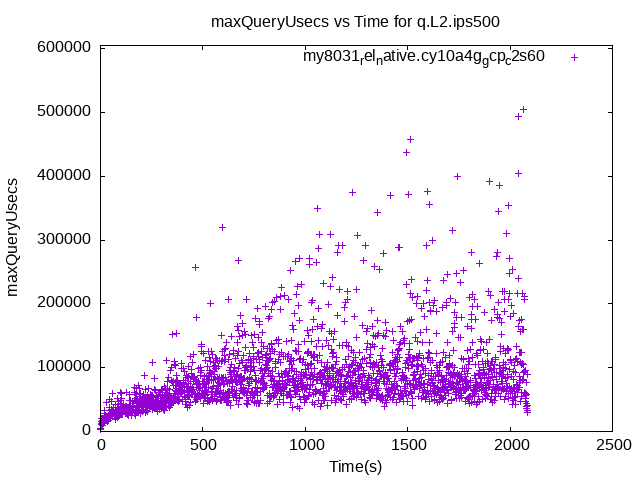 maxQueryUsecs vs Time for q.L2.ips500
my8031relnative.cy10a4ggcpc2s60
600000
500000
400000
300000
200000
100000
0
maxQueryUsecs
0 500 1000 1500 2000 2500
Time(s)